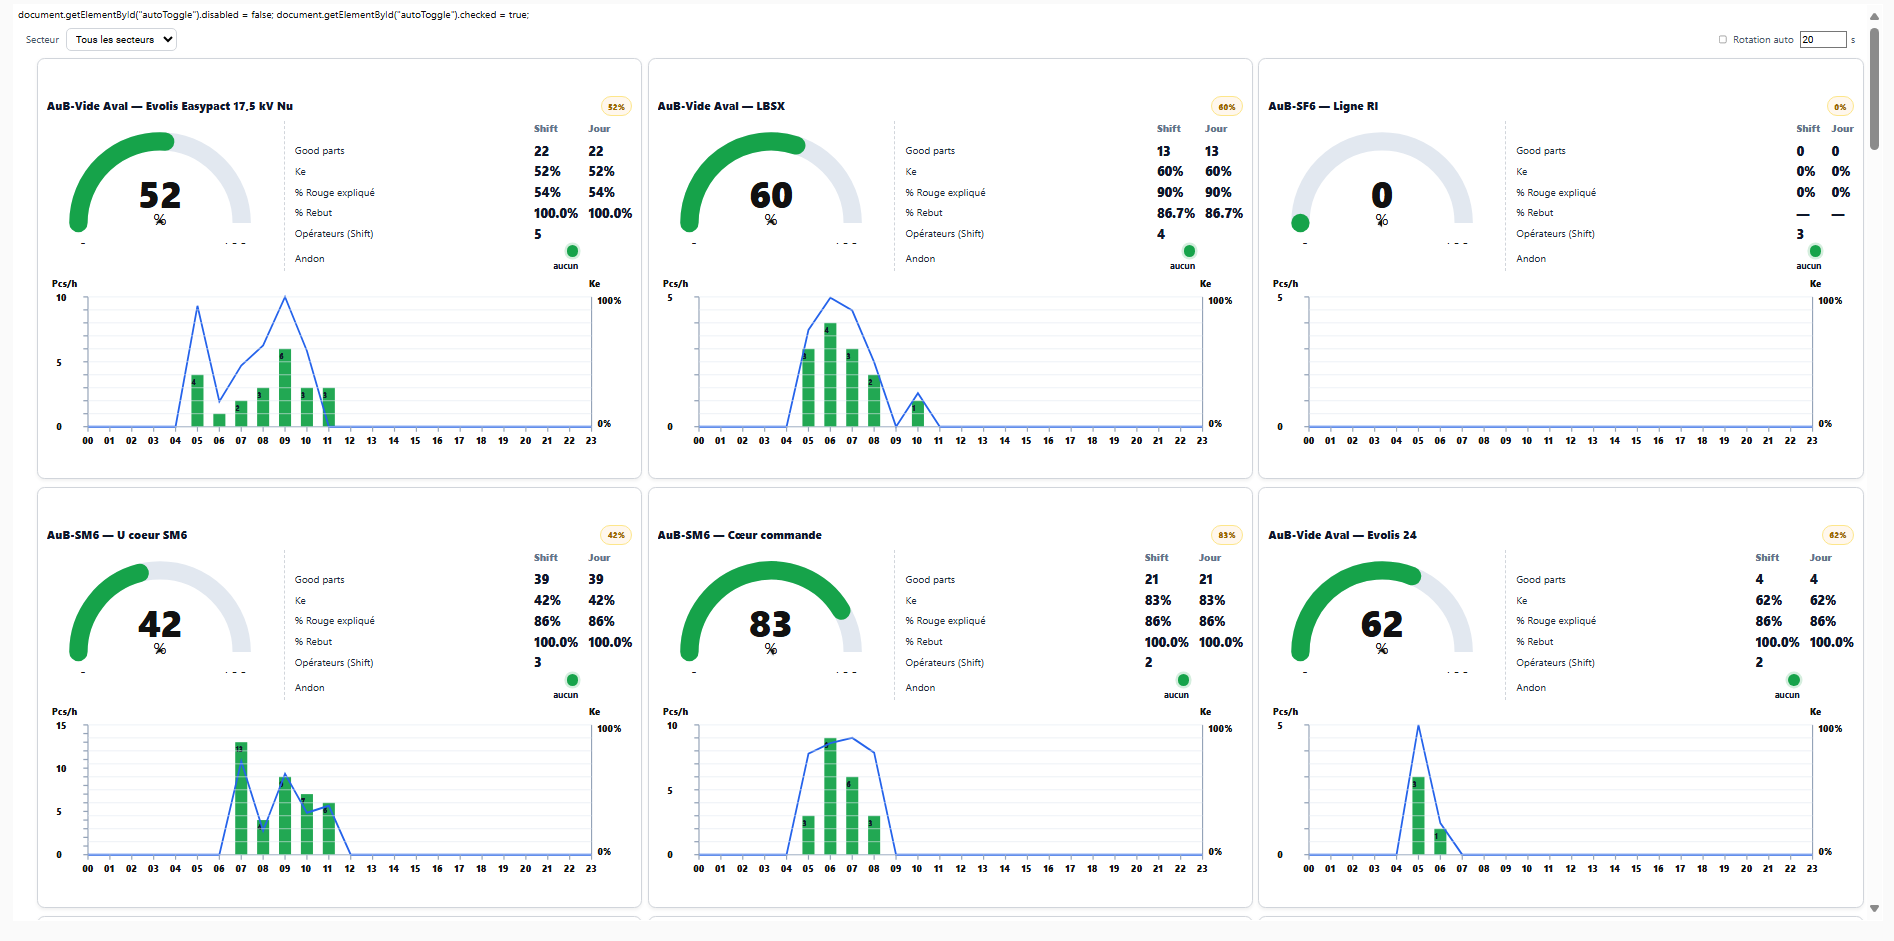 document.getElementById("autoToggle").disabled = false; document.getElementById("autoToggle").checked = true;
Secteur Tous les secteurs Rotation auto 20 s
AuB-Vide Aval — Evolis Easypact 17,5 kV Nu 52%
Shift Jour
Good parts 22 22
Ke 52% 52%
% Rouge expliqué 54% 54%
% Rebut 100.0% 100.0%
Opérateurs (Shift) 5
Andon aucun
52
%
Pcs/h Ke
10 100%
5
0 0%
4 2 3 6 3 3
00 01 02 03 04 05 06 07 08 09 10 11 12 13 14 15 16 17 18 19 20 21 22 23
AuB-Vide Aval — LBSX 60%
Shift Jour
Good parts 13 13
Ke 60% 60%
% Rouge expliqué 90% 90%
% Rebut 86.7% 86.7%
Opérateurs (Shift) 4
Andon aucun
60
%
Pcs/h Ke
5 100%
0 0%
3 4 3 2 1
00 01 02 03 04 05 06 07 08 09 10 11 12 13 14 15 16 17 18 19 20 21 22 23
AuB-SF6 — Ligne RI 0%
Shift Jour
Good parts 0 0
Ke 0% 0%
% Rouge expliqué 0% 0%
% Rebut — —
Opérateurs (Shift) 3
Andon aucun
0
%
Pcs/h Ke
5 100%
0 0%
00 01 02 03 04 05 06 07 08 09 10 11 12 13 14 15 16 17 18 19 20 21 22 23
AuB-SM6 — U coeur SM6 42%
Shift Jour
Good parts 39 39
Ke 42% 42%
% Rouge expliqué 86% 86%
% Rebut 100.0% 100.0%
Opérateurs (Shift) 3
Andon aucun
42
%
Pcs/h Ke
15 100%
10
5
0 0%
13 4 9 7 6
00 01 02 03 04 05 06 07 08 09 10 11 12 13 14 15 16 17 18 19 20 21 22 23
AuB-SM6 — Cœur commande 83%
Shift Jour
Good parts 21 21
Ke 83% 83%
% Rouge expliqué 86% 86%
% Rebut 100.0% 100.0%
Opérateurs (Shift) 2
Andon aucun
83
%
Pcs/h Ke
10 100%
5
0 0%
3 6 3
00 01 02 03 04 05 06 07 08 09 10 11 12 13 14 15 16 17 18 19 20 21 22 23
AuB-Vide Aval — Evolis 24 62%
Shift Jour
Good parts 4 4
Ke 62% 62%
% Rouge expliqué 86% 86%
% Rebut 100.0% 100.0%
Opérateurs (Shift) 2
Andon aucun
62
%
Pcs/h Ke
5 100%
0 0%
3 1
00 01 02 03 04 05 06 07 08 09 10 11 12 13 14 15 16 17 18 19 20 21 22 23